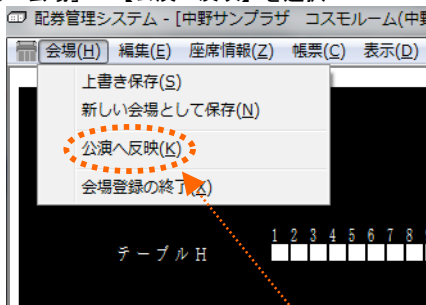 配券管理システム - [中野サンプラザ　コスモルーム(中
会場(H) 編集(E) 座席情報(Z) 帳票(C) 表示(D)
上書き保存(S)
新しい会場として保存(N)
公演へ反映(K)
会場登録の終了(X)
1 2 3 4 5 6 7 8
テーブルH